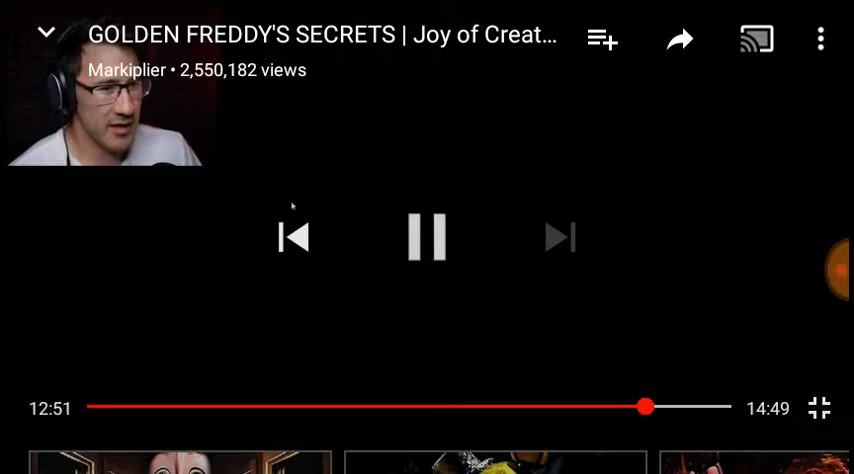 GOLDEN FREDDY'S SECRETS | Joy of Creat...
Markiplier • 2,550,182 views
12:51
14:49